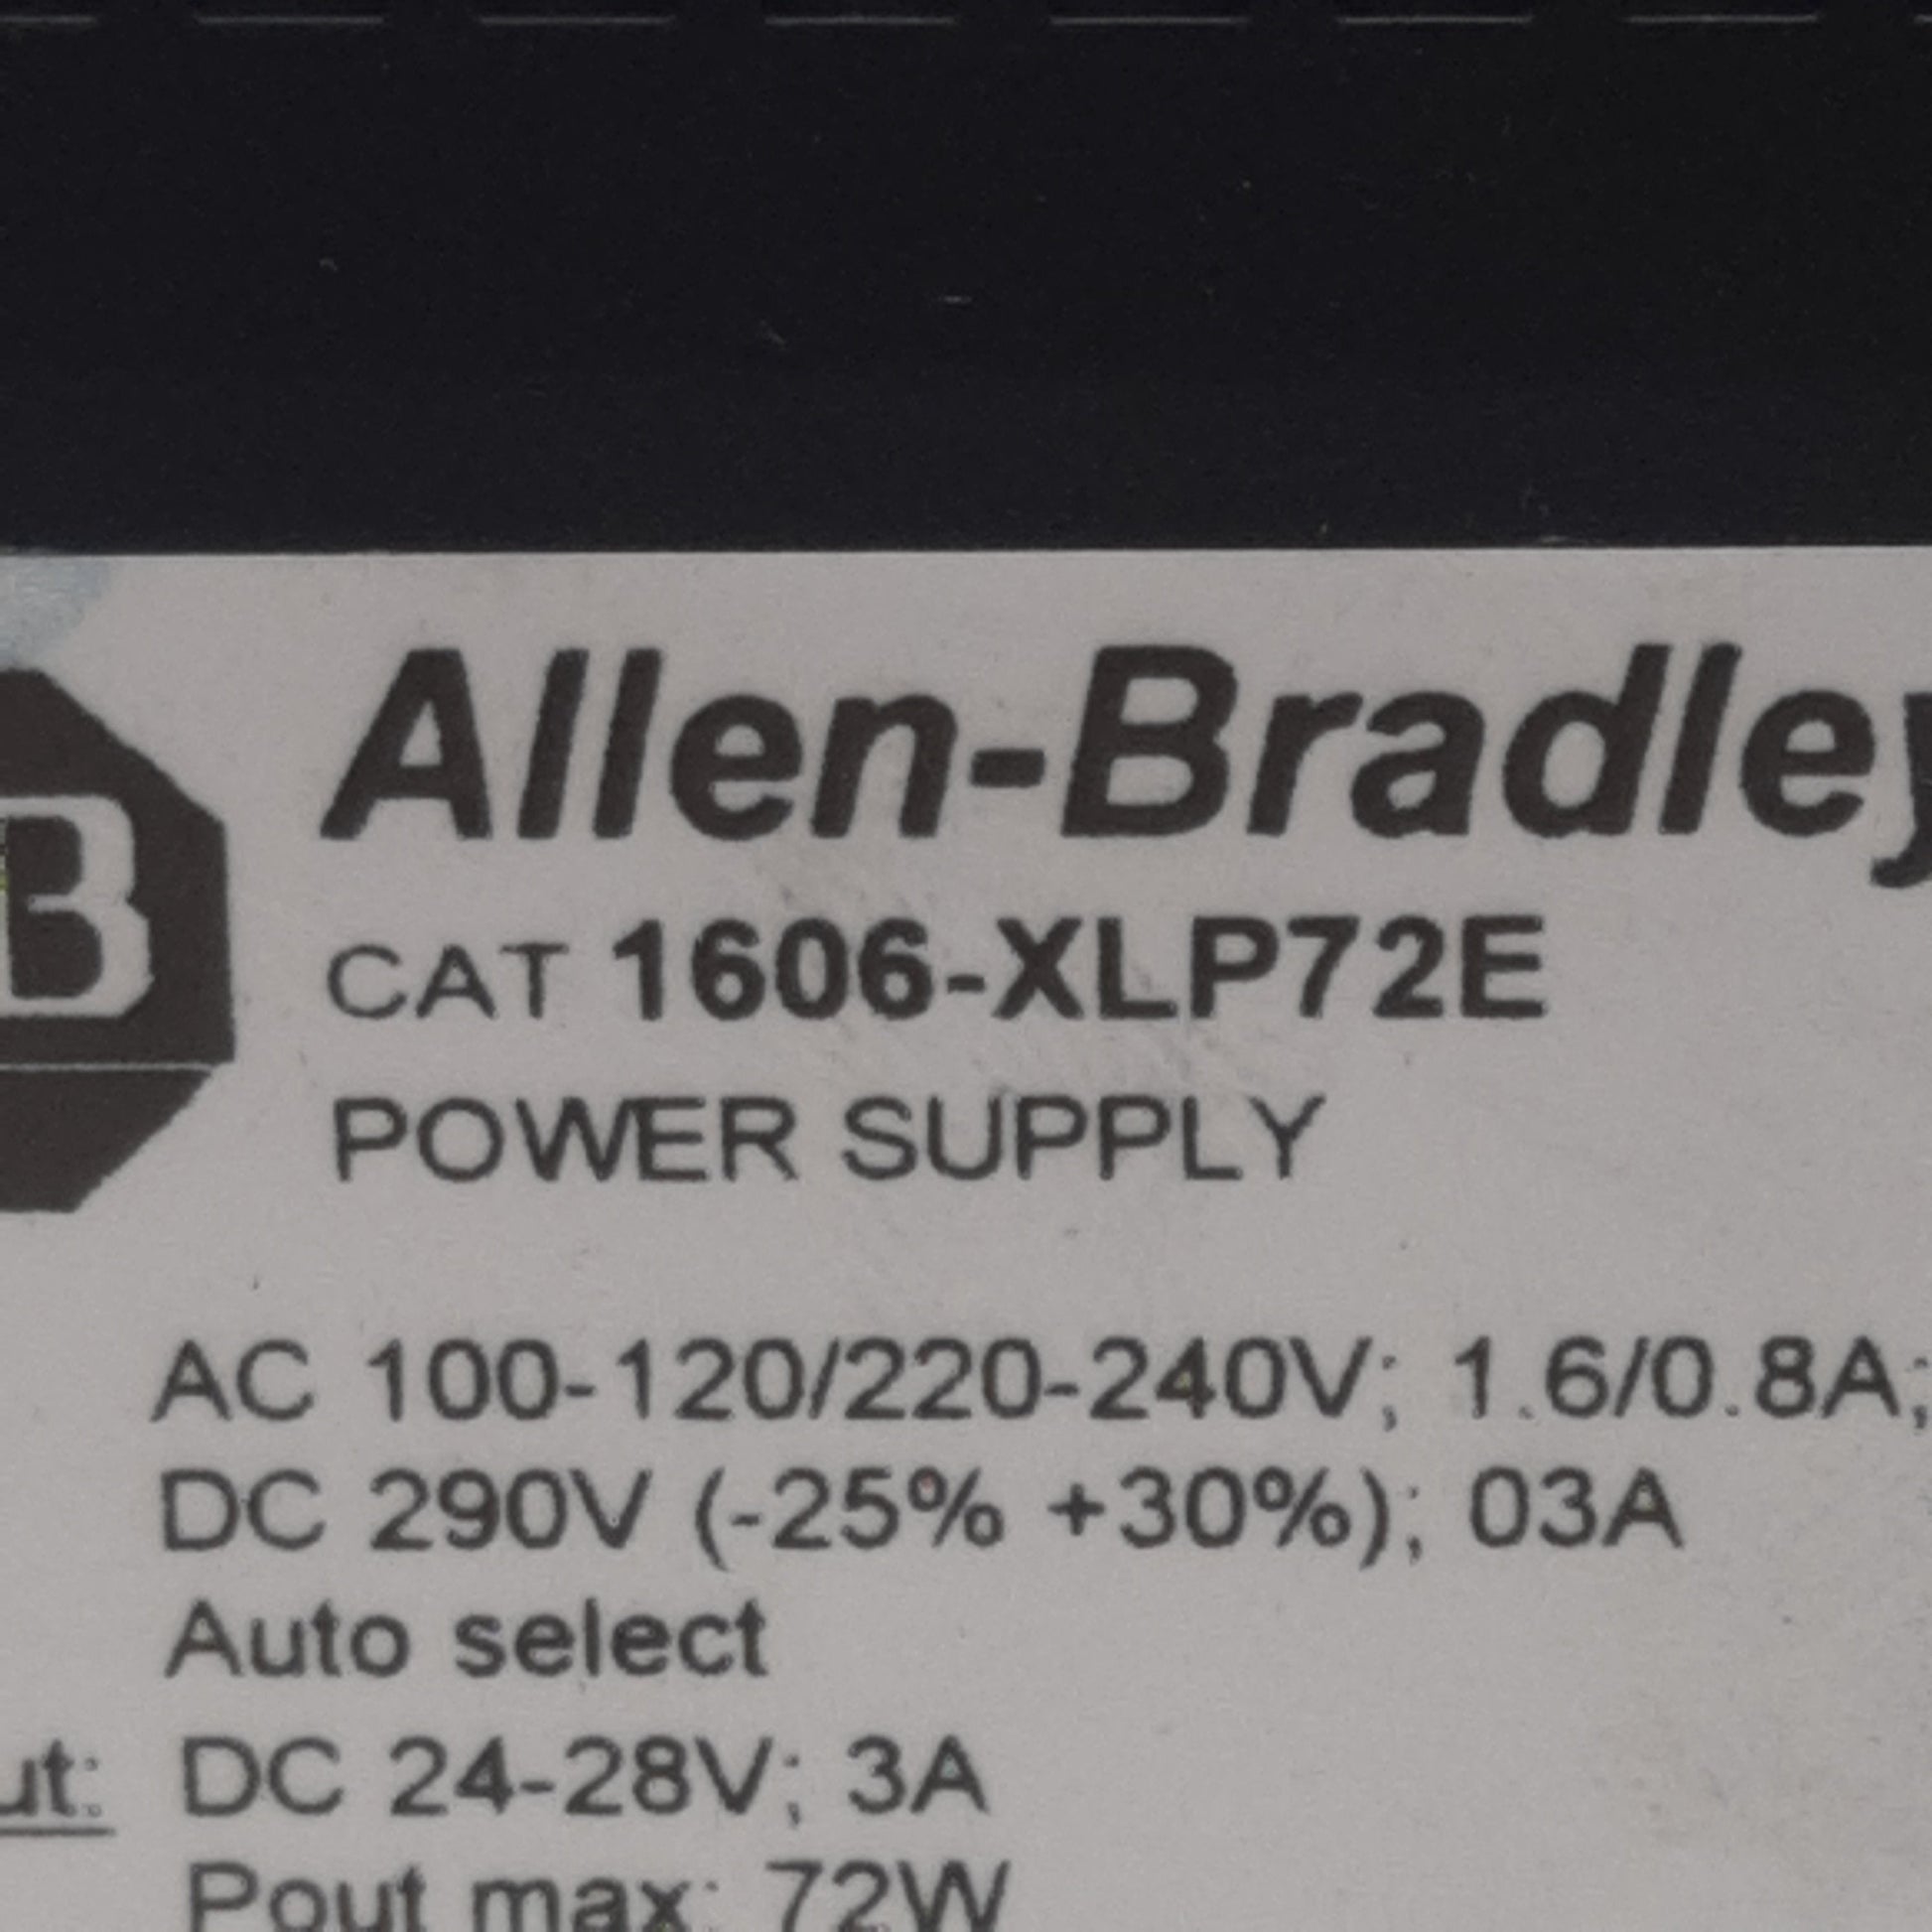 Allen-Bradley
B
CAT 1606-XLP72E
POWER SUPPLY
AC 100-120/220-240V; 1.6/0.8A;
DC 290V (-25% +30%); 03A
Auto select
ut: DC 24-28V; 3A
Pout max: 72W